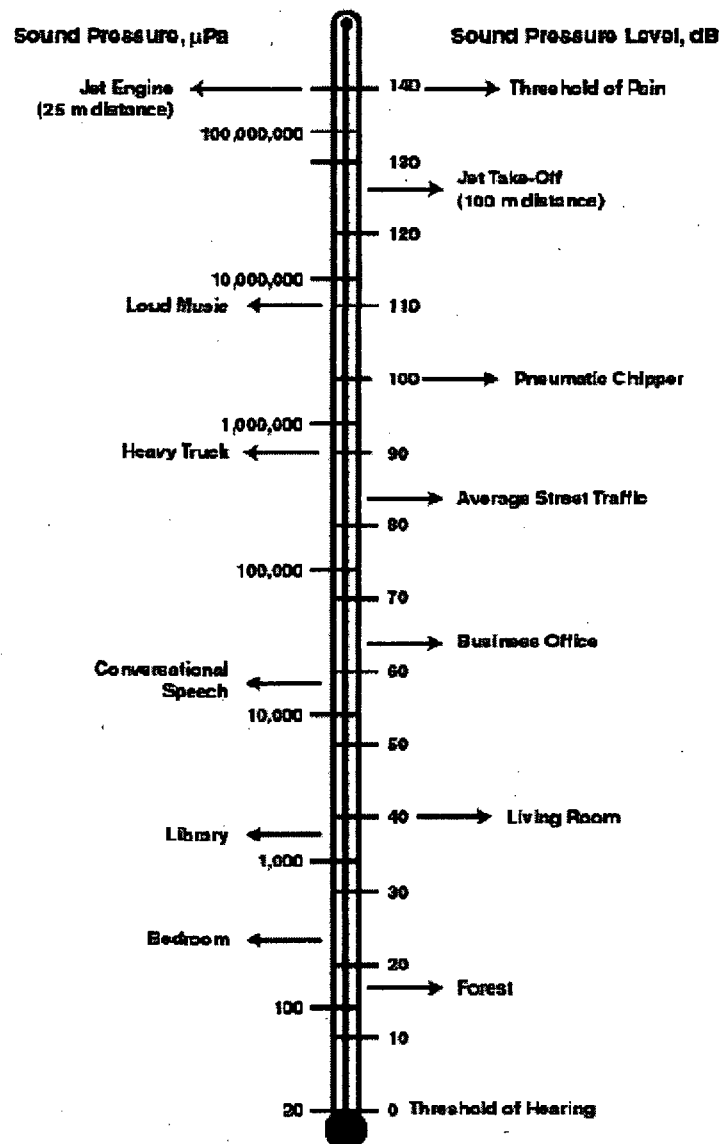 Sound Pressure, µPa
Sound Pressure Level, dB
Jet Engine
(25 m distance)
140
Threshold of Pain
100,000,000
130
Jet Take-Off
(100 m distance)
120
10,000,000
Loud Music
110
100
Pneumatic Chipper
1,000,000
Heavy Truck
90
Average Street Traffic
80
100,000
70
Business Office
60
Conversational
Speech
10,000
50
40
Living Room
Library
1,000
30
Bedroom
20
Forest
100
10
20
0 Threshold of Hearing